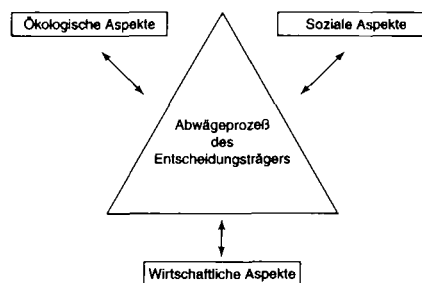 Ökologische Aspekte
Soziale Aspekte
Abwägeprozeß
des
Entscheidungsträgers
Wirtschaftliche Aspekte